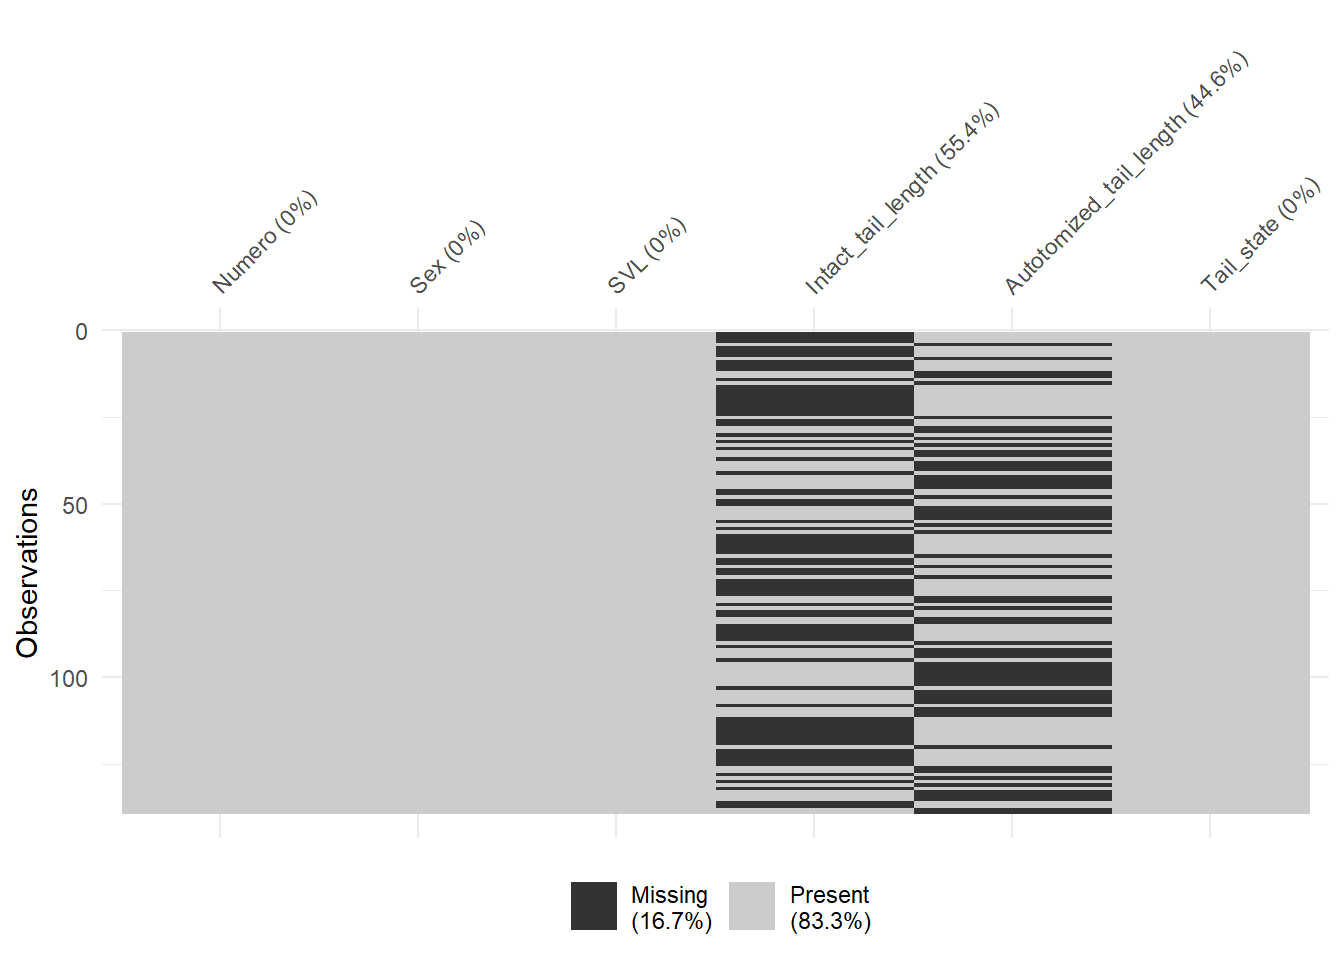 Numero (0%)
Sex (0%)
SVL (0%)
Intact_tail_length (55.4%)
Autotomized_tail_length (44.6%)
Tail_state (0%)
0
50
100
Observations
Missing
(16.7%)
Present
(83.3%)